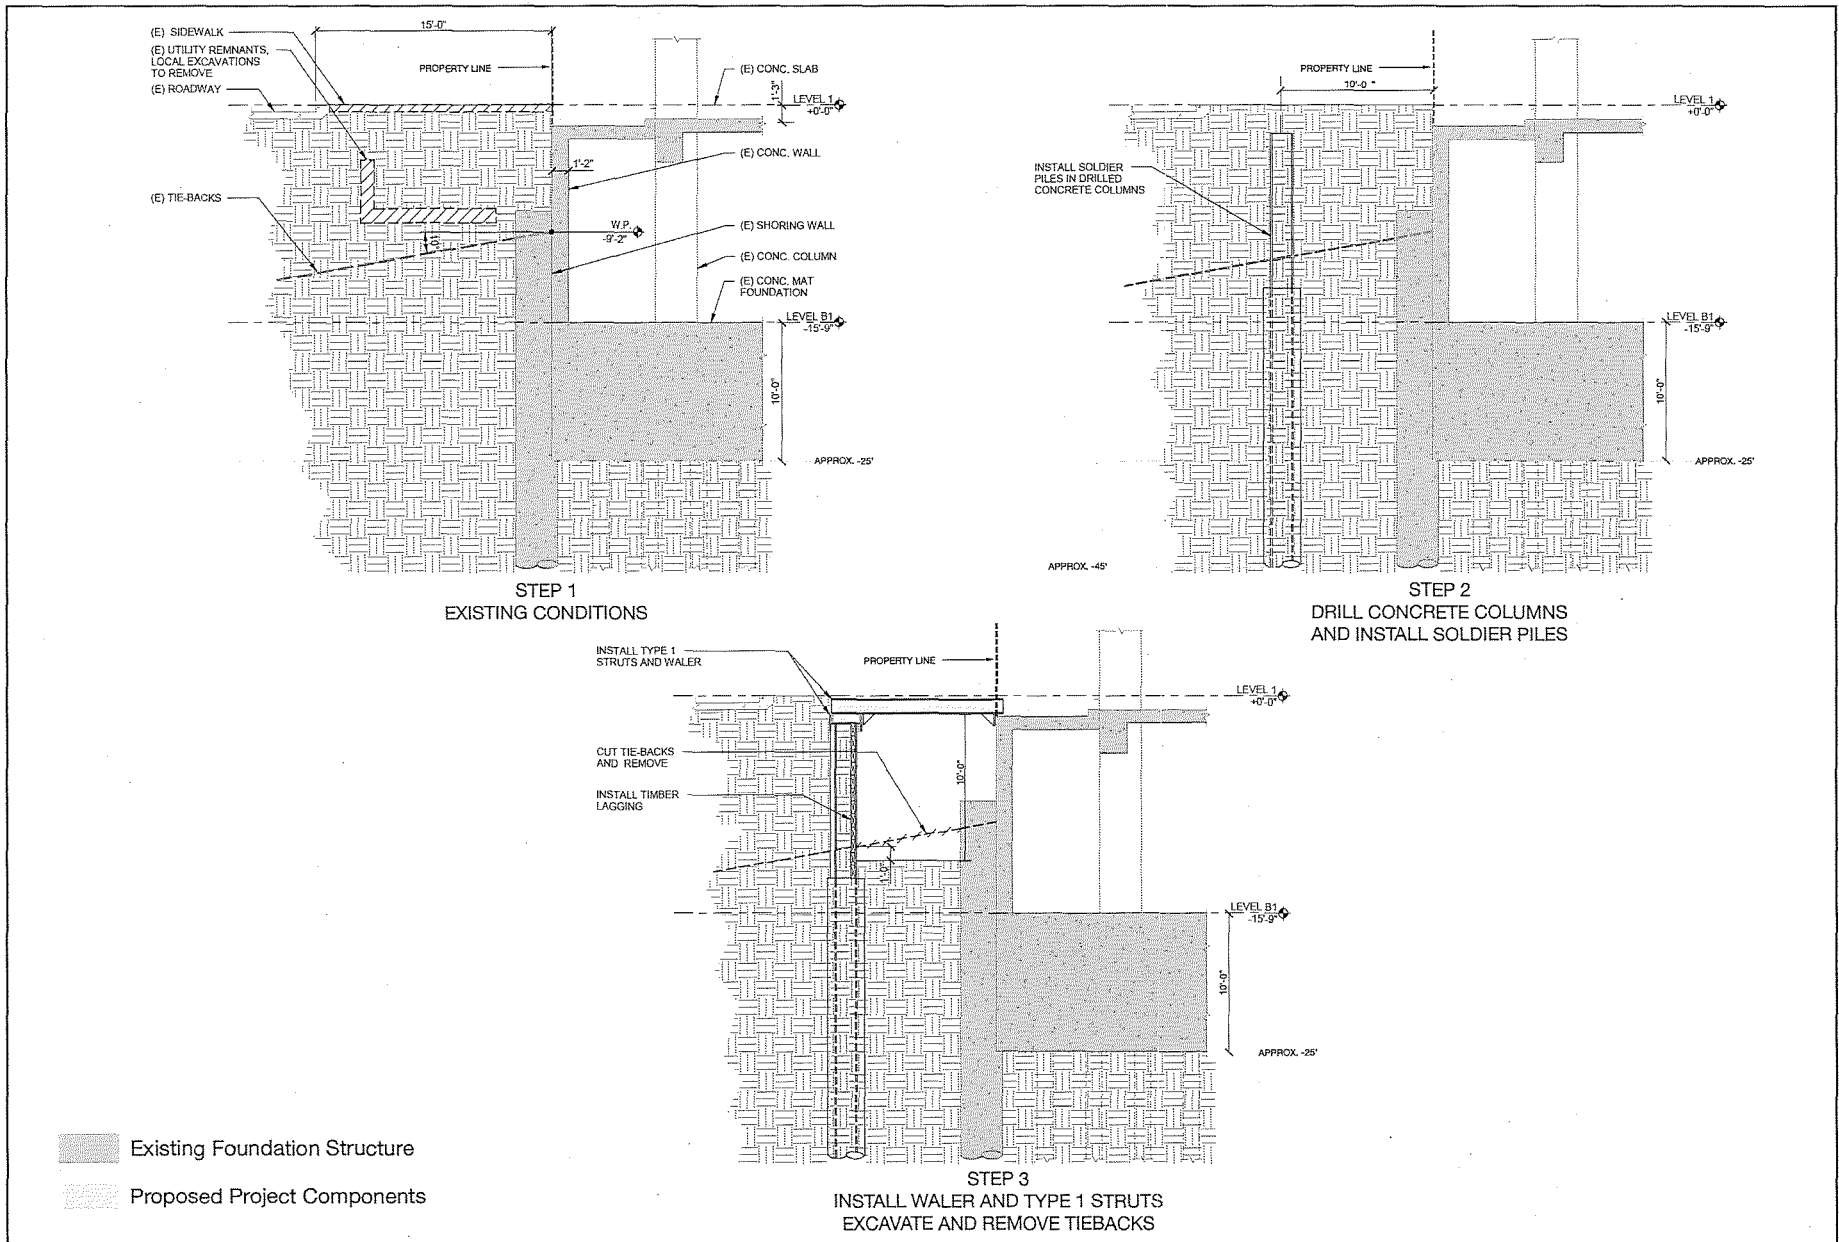 (E) SIDEWALK
(E) UTILITY REMNANTS,
LOCAL EXCAVATIONS
TO REMOVE
(E) ROADWAY
(E) TIE-BACKS
15'-0"
PROPERTY LINE
(E) CONC. SLAB
1'-3"
LEVEL 1
+0'-0"
(E) CONC. WALL
1'-2"
W.P.
-9'-2"
10°
(E) SHORING WALL
(E) CONC. COLUMN
(E) CONC. MAT
FOUNDATION
LEVEL B1
-15'-9"
10'-0"
APPROX. -25'
STEP 1
EXISTING CONDITIONS
PROPERTY LINE
10'-0"
LEVEL 1
+0'-0"
INSTALL SOLDIER
PILES IN DRILLED
CONCRETE COLUMNS
LEVEL B1
-15'-9"
10'-0"
APPROX. -25'
APPROX. -45'
STEP 2
DRILL CONCRETE COLUMNS
AND INSTALL SOLDIER PILES
INSTALL TYPE 1
STRUTS AND WALER
PROPERTY LINE
LEVEL 1
+0'-0"
CUT TIE-BACKS
AND REMOVE
INSTALL TIMBER
LAGGING
10'-0"
1'-0"
LEVEL B1
-15'-9"
10'-0"
APPROX. -25'
STEP 3
INSTALL WALER AND TYPE 1 STRUTS
EXCAVATE AND REMOVE TIEBACKS
Existing Foundation Structure
Proposed Project Components